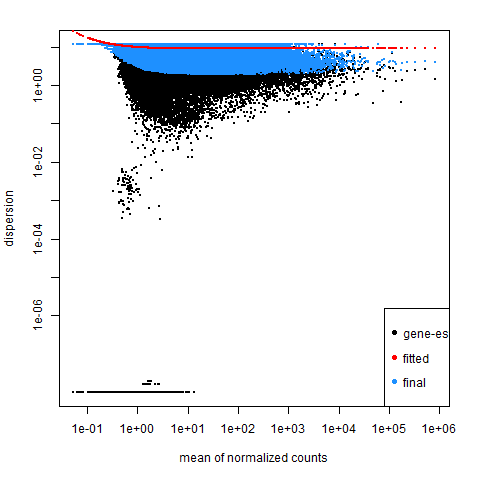 dispersion
1e+00
1e-02
1e-04
1e-06
gene-es
fitted
final
1e-01 1e+00 1e+01 1e+02 1e+03 1e+04 1e+05 1e+06
mean of normalized counts